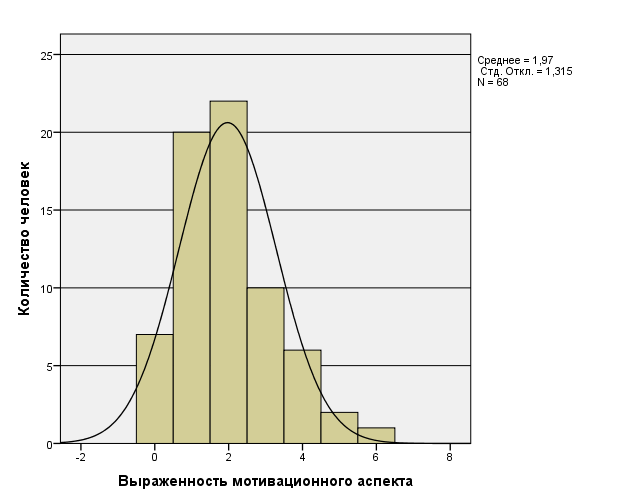 Среднее = 1,97
Стд. Откл. = 1,315
N = 68
Количество человек
25
20
15
10
5
0
-2 0 2 4 6 8
Выраженность мотивационного аспекта